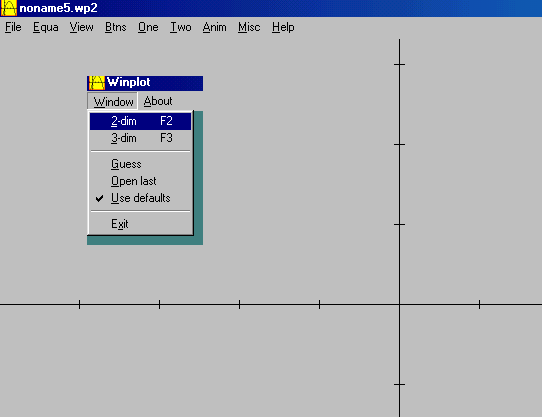 noname5.wp2
File Equa View Btns One Two Anim Misc Help
Winplot
Window About
2-dim F2
3-dim F3
Guess
Open last
Use defaults
Exit